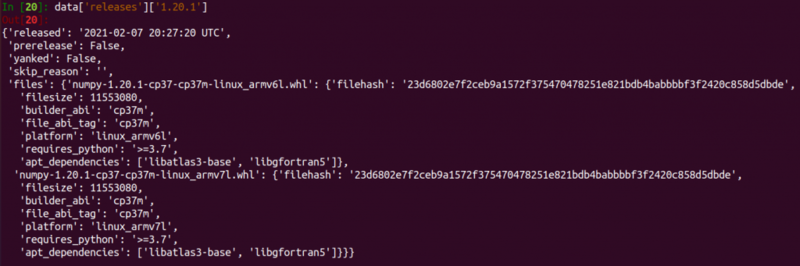 In [20]: data['releases']['1.20.1']
Out[20]:
{'released': '2021-02-07 20:27:20 UTC',
 'prerelease': False,
 'yanked': False,
 'skip_reason': '',
 'files': {'numpy-1.20.1-cp37-cp37m-linux_armv6l.whl': {'filehash': '23d6802e7f2ceb9a1572f375470478251e821bdb4babbbbf3f2420c858d5dbde',
   'filesize': 11553080,
   'builder_abi': 'cp37m',
   'file_abi_tag': 'cp37m',
   'platform': 'linux_armv6l',
   'requires_python': '>=3.7',
   'apt_dependencies': ['libatlas3-base', 'libgfortran5']},
  'numpy-1.20.1-cp37-cp37m-linux_armv7l.whl': {'filehash': '23d6802e7f2ceb9a1572f375470478251e821bdb4babbbbf3f2420c858d5dbde',
   'filesize': 11553080,
   'builder_abi': 'cp37m',
   'file_abi_tag': 'cp37m',
   'platform': 'linux_armv7l',
   'requires_python': '>=3.7',
   'apt_dependencies': ['libatlas3-base', 'libgfortran5']}}}